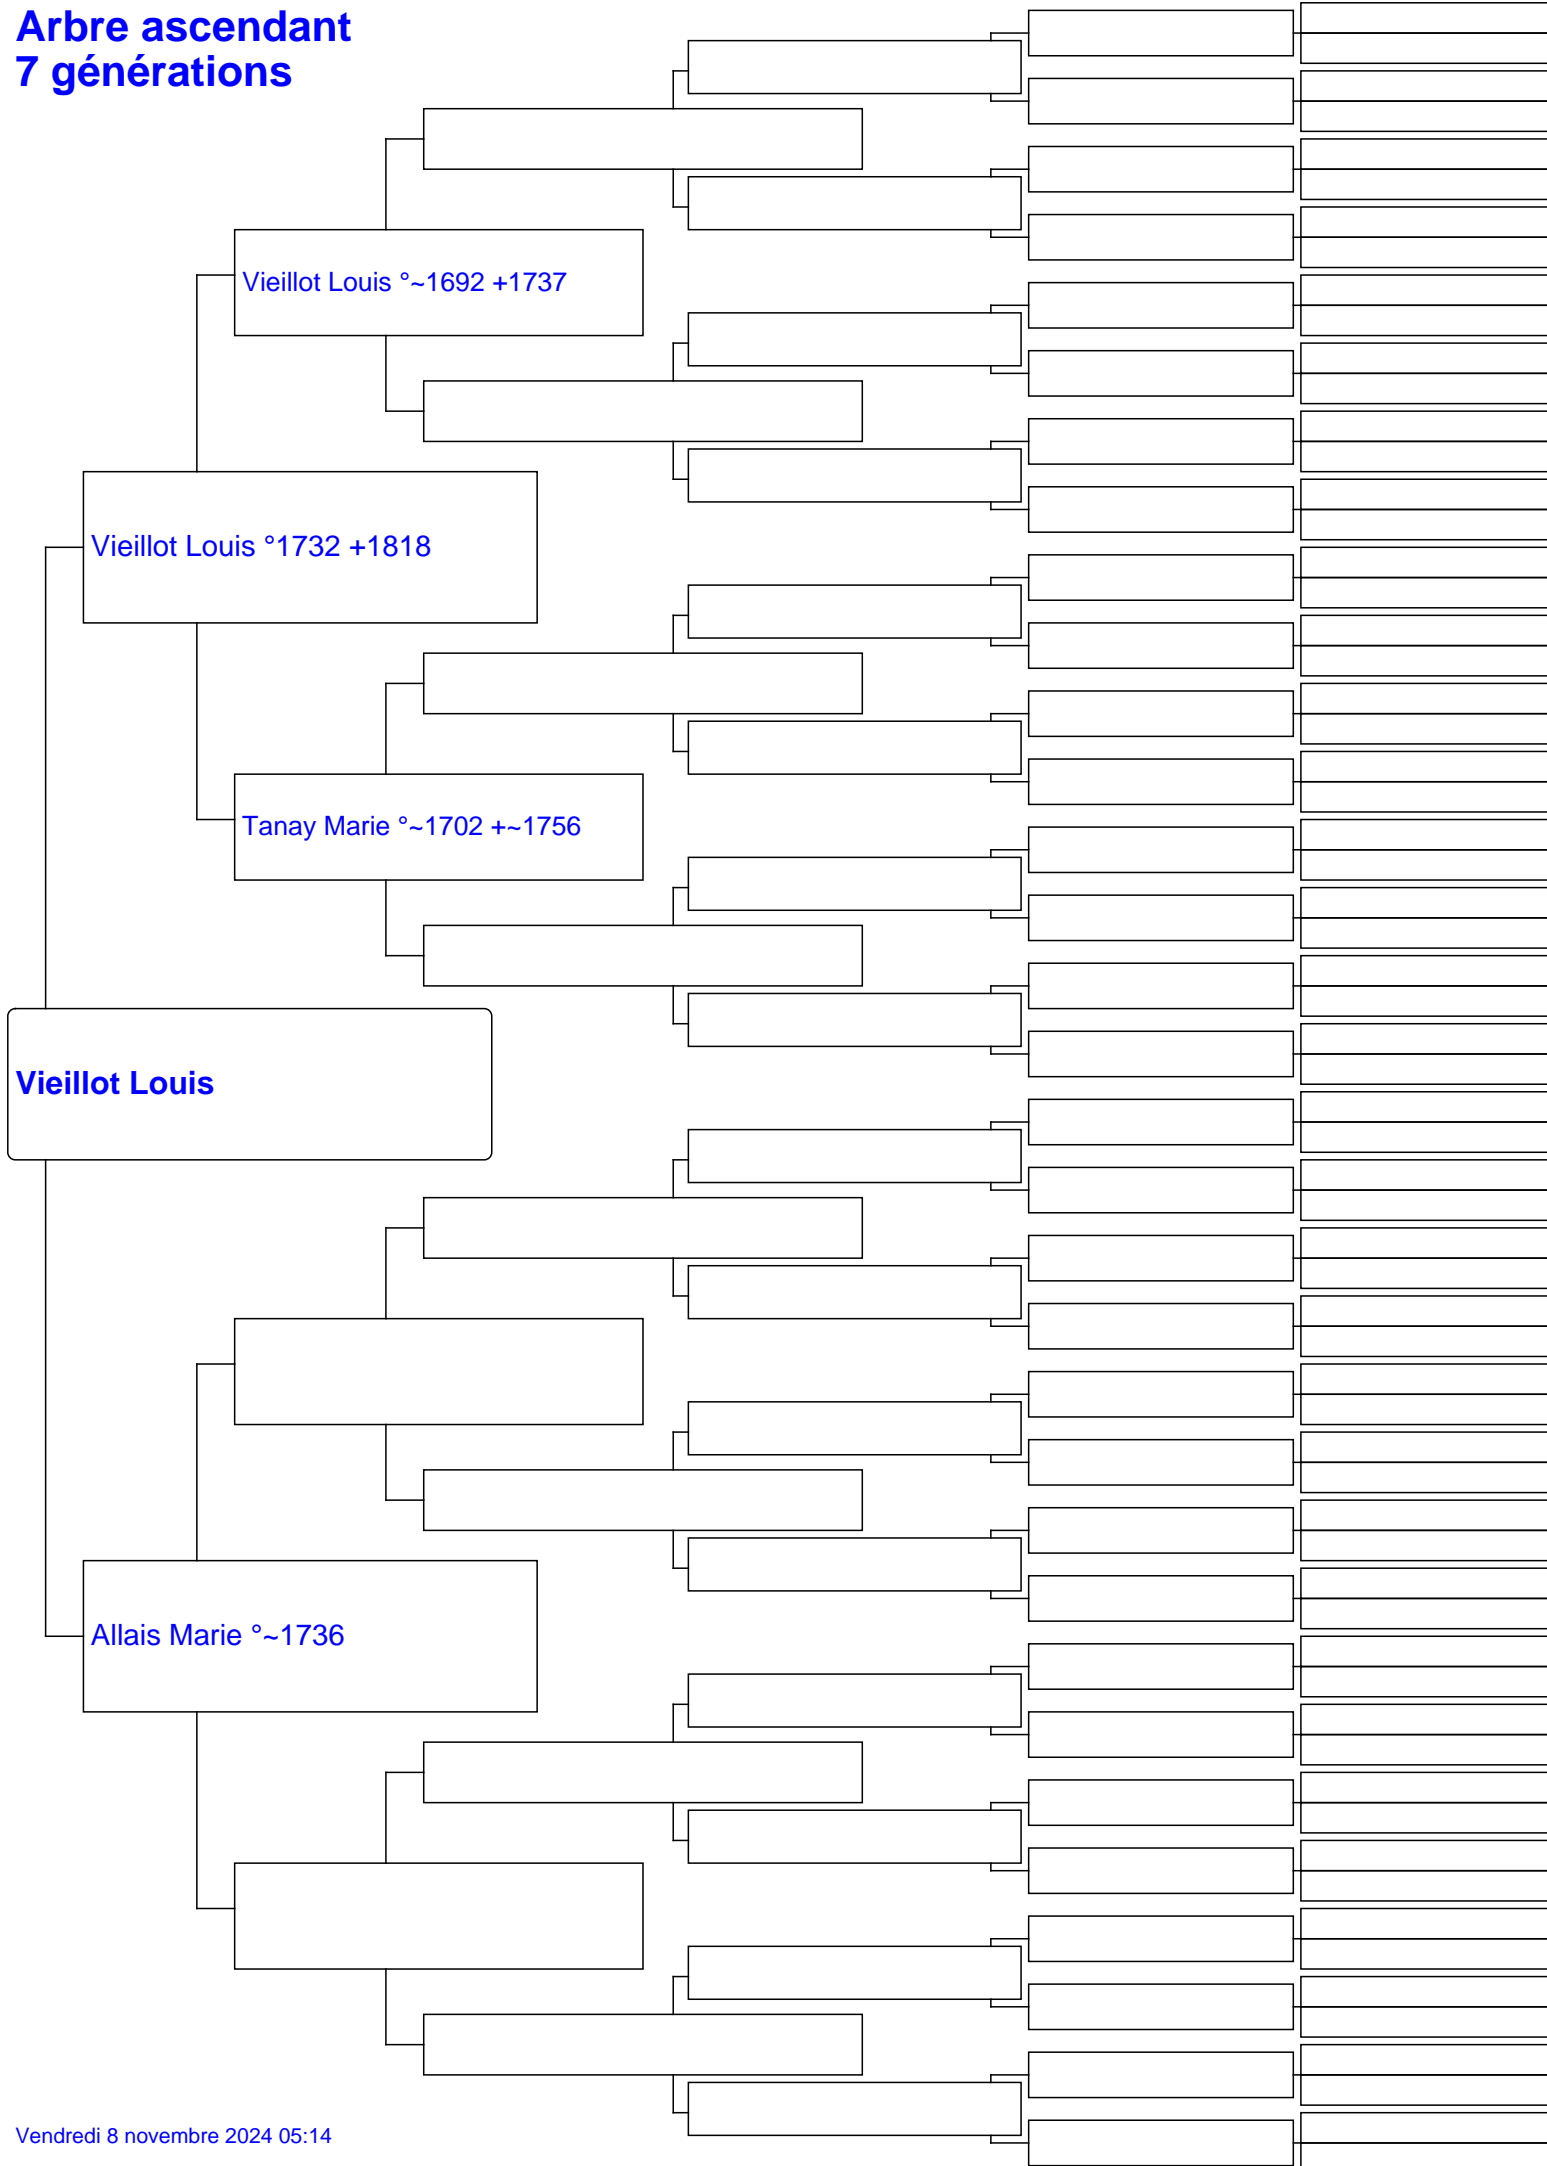 Arbre ascendant
7 générations
Vieillot Louis °~1692 +1737
Vieillot Louis °1732 +1818
Tanay Marie °~1702 +~1756
Vieillot Louis
Allais Marie °~1736
Vendredi 8 novembre 2024 05:14